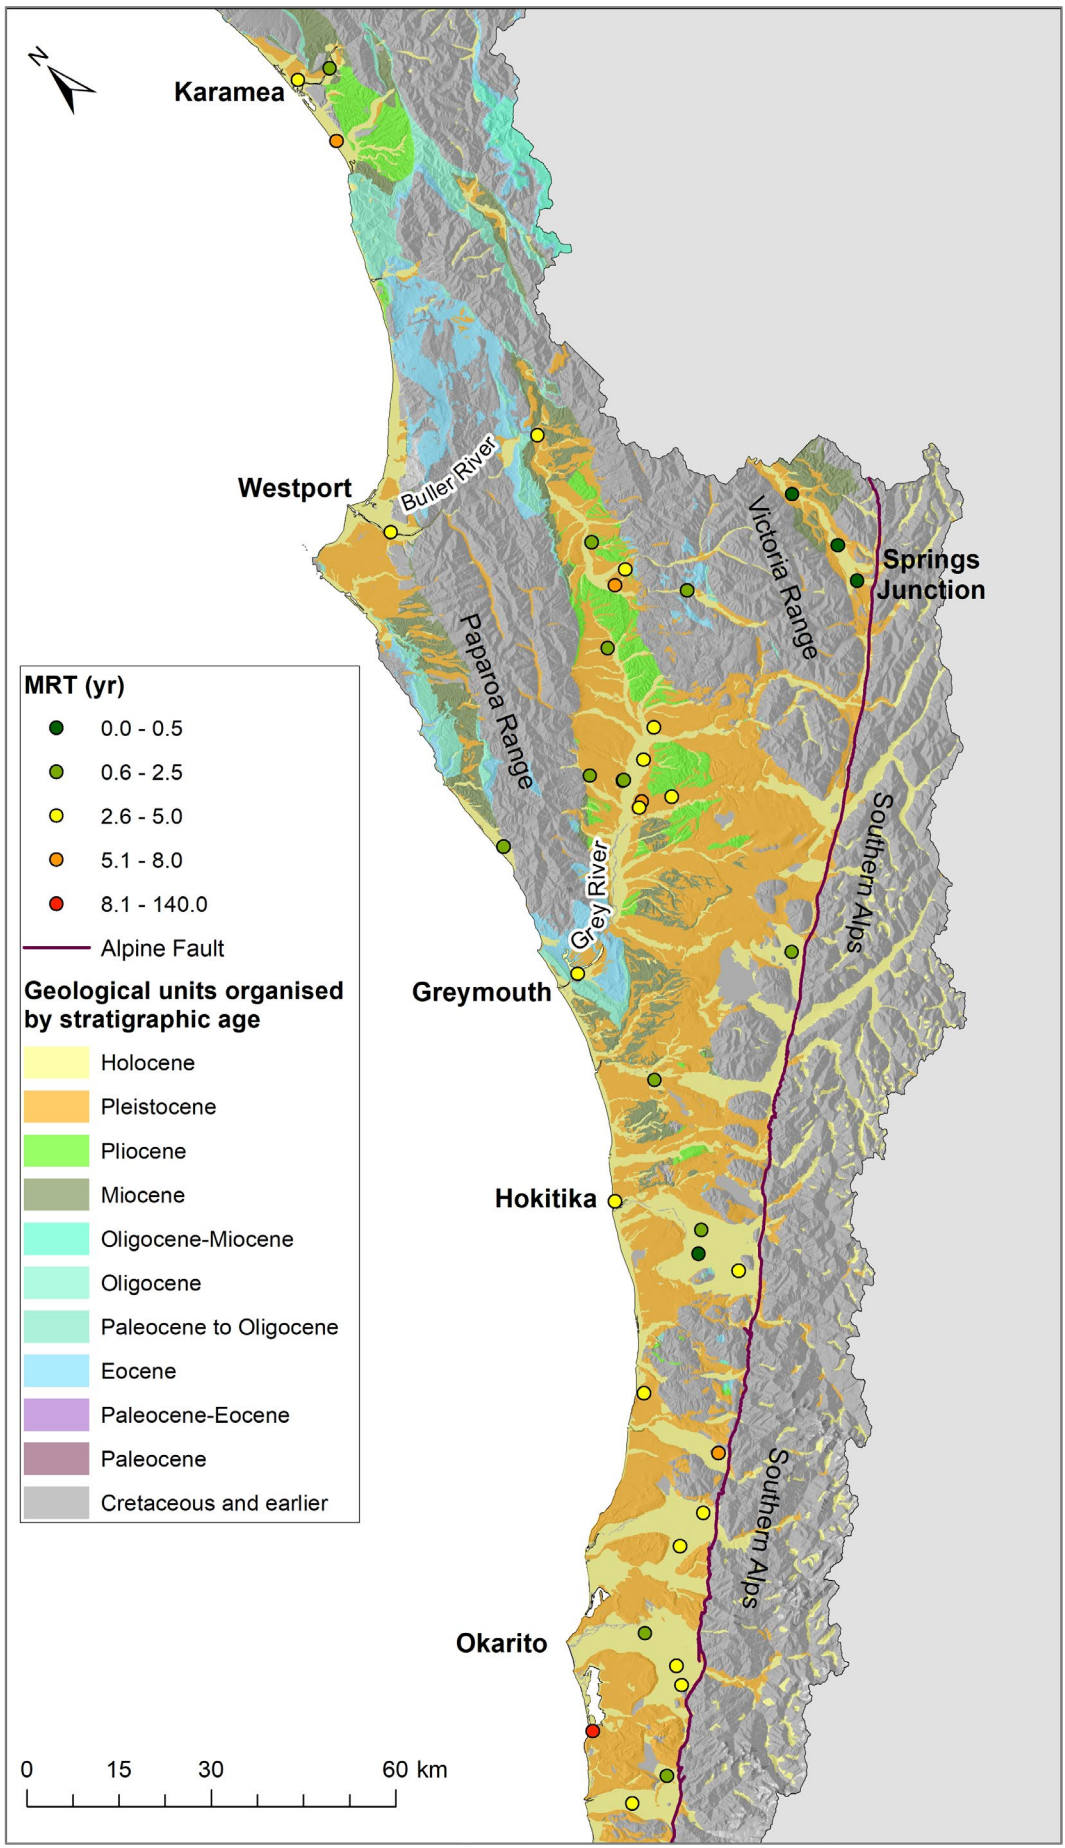 N
Karamea
Westport
Buller River
Victoria Range
Springs
Junction
Paparoa Range
MRT (yr)
0.0 - 0.5
0.6 - 2.5
2.6 - 5.0
5.1 - 8.0
8.1 - 140.0
Alpine Fault
Southern Alps
Grey River
Greymouth
Geological units organised
by stratigraphic age
Holocene
Pleistocene
Pliocene
Miocene
Oligocene-Miocene
Oligocene
Paleocene to Oligocene
Eocene
Paleocene-Eocene
Paleocene
Cretaceous and earlier
Hokitika
Southern Alps
Okarito
0 15 30 60 km